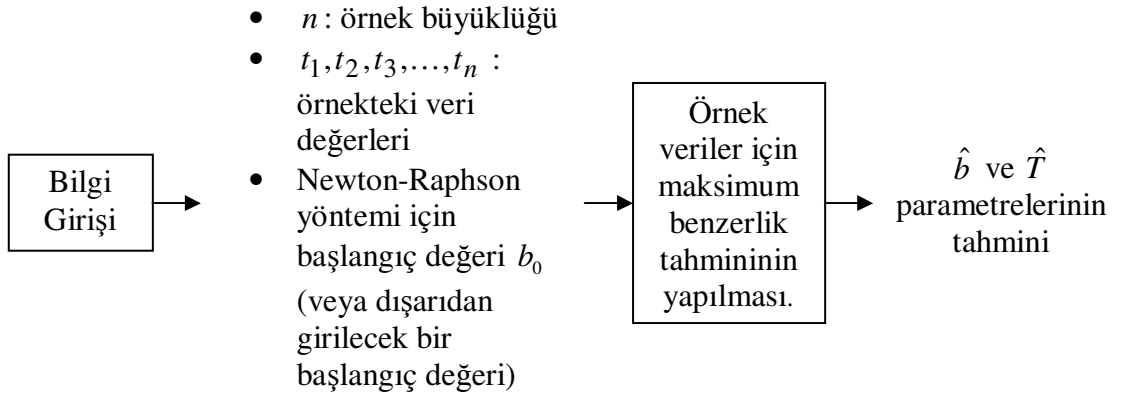 Bilgi
Girişi
• n : örnek büyüklüğü
• t₁,t₂,t₃,…,tₙ :
örnekteki veri
değerleri
• Newton-Raphson
yöntemi için
başlangıç değeri b₀
(veya dışarıdan
girilecek bir
başlangıç değeri)
Örnek
veriler için
maksimum
benzerlik
tahmininin
yapılması.
b̂ ve T̂
parametrelerinin
tahmini